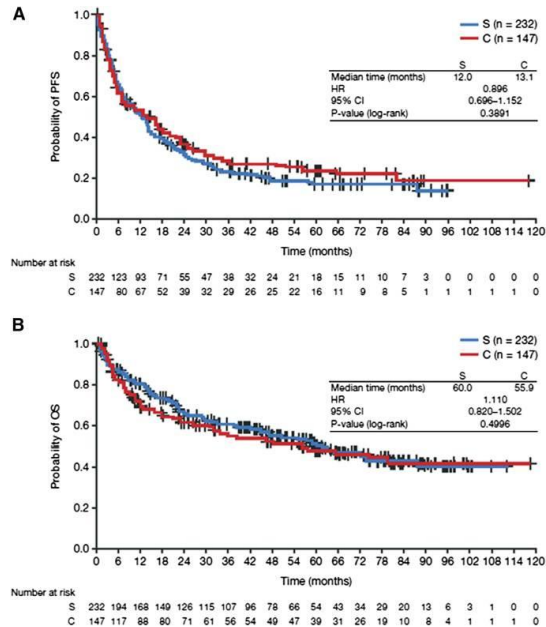 A
1.0
0.8
0.6
0.4
0.2
0.0
Probability of PFS
S (n = 232)
C (n = 147)
S C
Median time (months) 12.0 13.1
HR 0.896
95% CI 0.696–1.152
P-value (log-rank) 0.3891
0 6 12 18 24 30 36 42 48 54 60 66 72 78 84 90 96 102 108 114 120
Time (months)
Number at risk
S 232 123 93 71 55 47 38 32 24 21 18 15 11 10 7 3 0 0 0 0 0
C 147 80 67 52 39 32 29 26 25 22 16 11 9 8 5 1 1 1 1 1 0
B
1.0
0.8
0.6
0.4
0.2
0.0
Probability of OS
S (n = 232)
C (n = 147)
S C
Median time (months) 60.0 55.9
HR 1.110
95% CI 0.820–1.502
P-value (log-rank) 0.4996
0 6 12 18 24 30 36 42 48 54 60 66 72 78 84 90 96 102 108 114 120
Time (months)
Number at risk
S 232 194 168 149 126 115 107 96 78 66 54 43 34 29 20 13 6 3 1 0 0
C 147 117 88 80 71 61 56 54 49 47 39 31 26 19 10 8 4 1 1 1 0